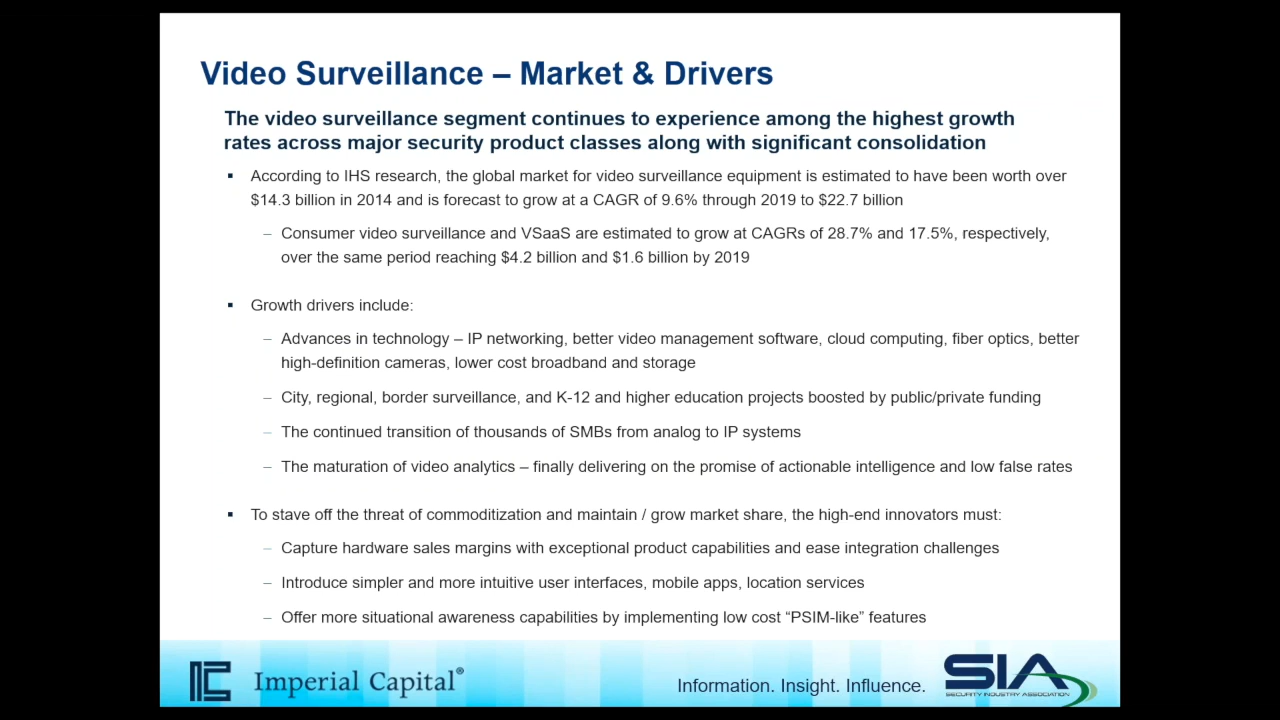 Video Surveillance – Market & Drivers
The video surveillance segment continues to experience among the highest growth
rates across major security product classes along with significant consolidation
▪ According to IHS research, the global market for video surveillance equipment is estimated to have been worth over
$14.3 billion in 2014 and is forecast to grow at a CAGR of 9.6% through 2019 to $22.7 billion
– Consumer video surveillance and VSaaS are estimated to grow at CAGRs of 28.7% and 17.5%, respectively,
over the same period reaching $4.2 billion and $1.6 billion by 2019
▪ Growth drivers include:
– Advances in technology – IP networking, better video management software, cloud computing, fiber optics, better
high-definition cameras, lower cost broadband and storage
– City, regional, border surveillance, and K-12 and higher education projects boosted by public/private funding
– The continued transition of thousands of SMBs from analog to IP systems
– The maturation of video analytics – finally delivering on the promise of actionable intelligence and low false rates
▪ To stave off the threat of commoditization and maintain / grow market share, the high-end innovators must:
– Capture hardware sales margins with exceptional product capabilities and ease integration challenges
– Introduce simpler and more intuitive user interfaces, mobile apps, location services
– Offer more situational awareness capabilities by implementing low cost “PSIM-like” features
IC Imperial Capital®
Information. Insight. Influence.
SIA
SECURITY INDUSTRY ASSOCIATION